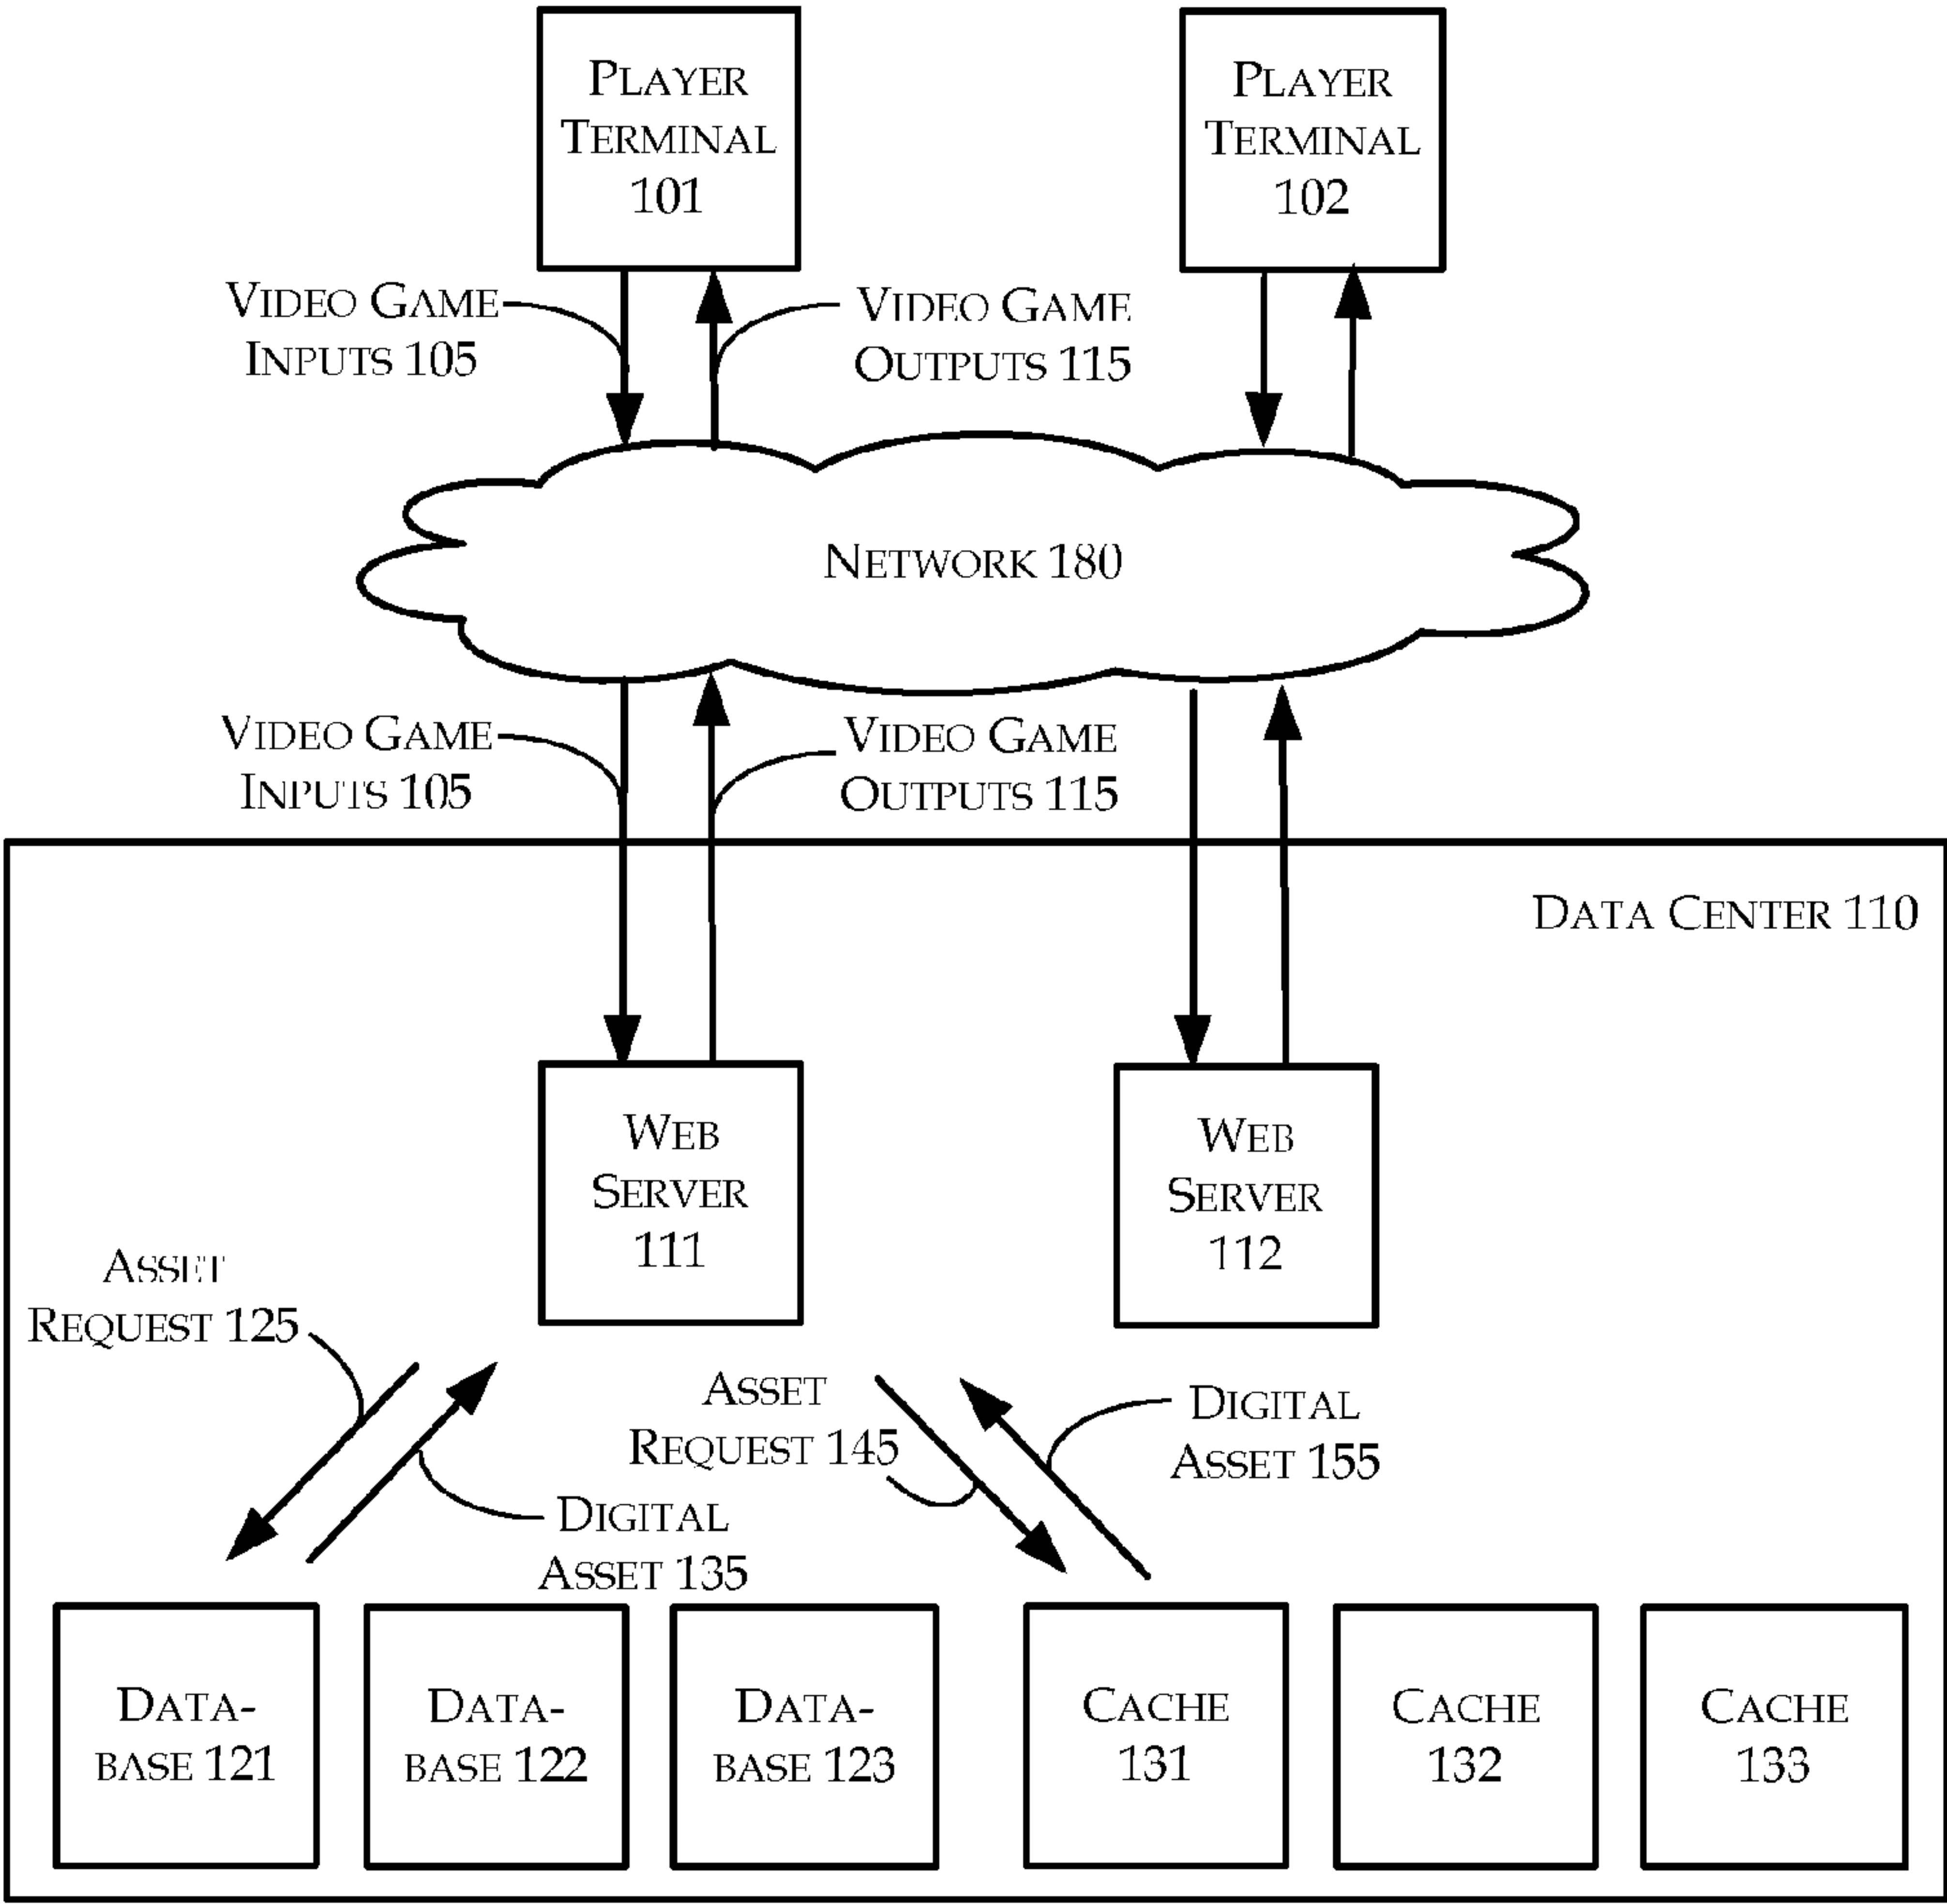 PLAYER
TERMINAL
101
PLAYER
TERMINAL
102
VIDEO GAME
INPUTS 105
VIDEO GAME
OUTPUTS 115
NETWORK 180
VIDEO GAME
INPUTS 105
VIDEO GAME
OUTPUTS 115
DATA CENTER 110
WEB
SERVER
111
WEB
SERVER
112
ASSET
REQUEST 125
ASSET
REQUEST 145
DIGITAL
ASSET 155
DIGITAL
ASSET 135
DATA-
BASE 121
DATA-
BASE 122
DATA-
BASE 123
CACHE
131
CACHE
132
CACHE
133